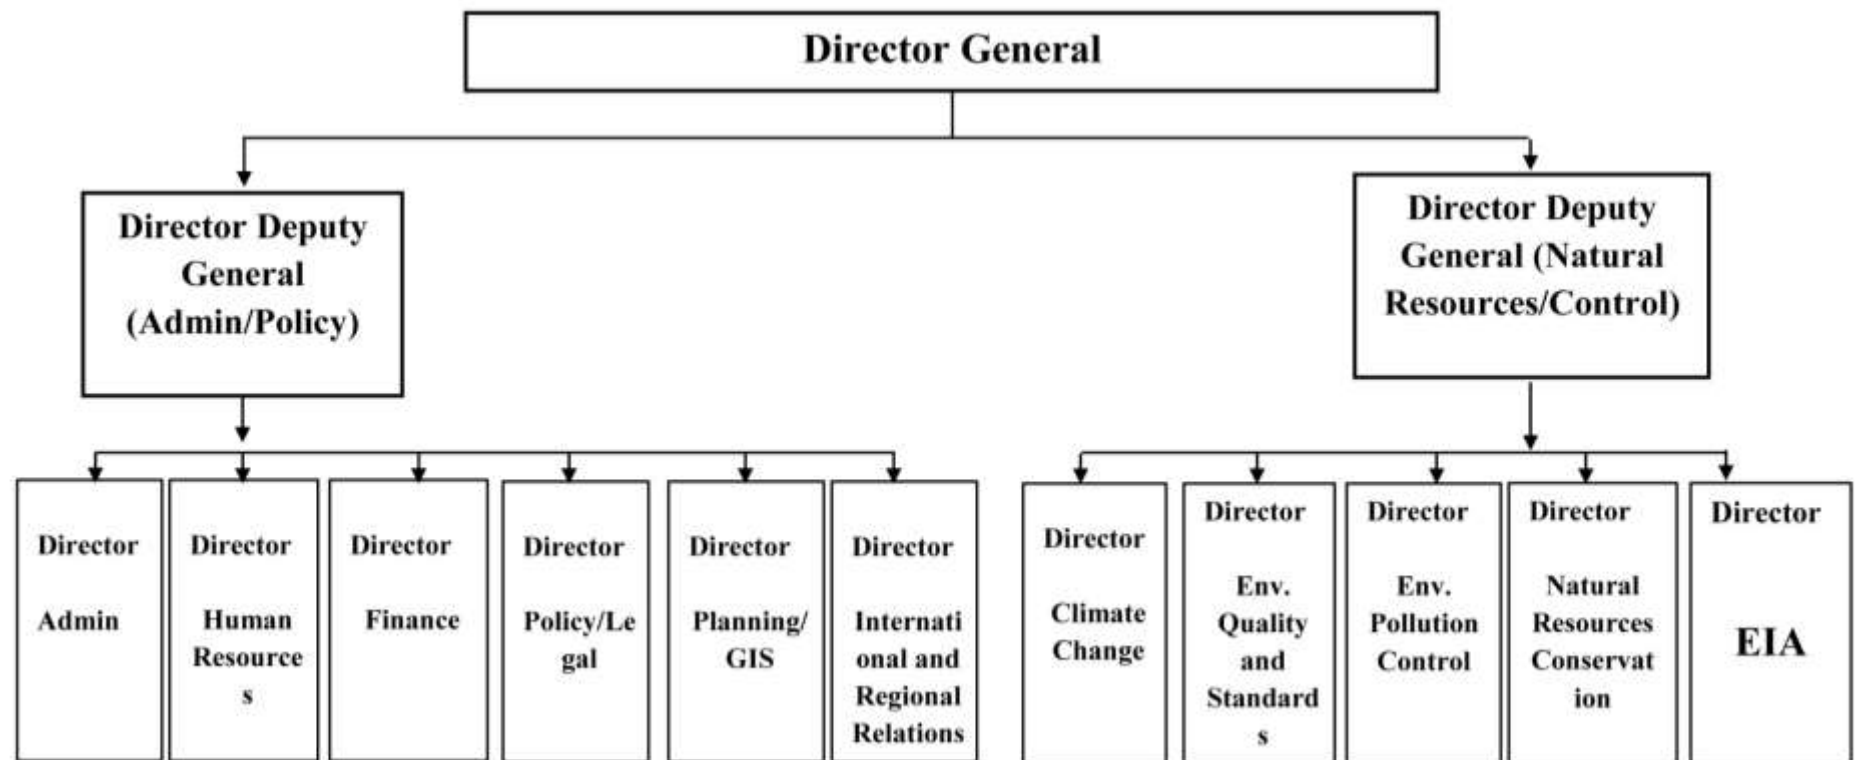 Director General
Director Deputy
General
(Admin/Policy)
Director Deputy
General (Natural
Resources/Control)
Director
Admin
Director
Human
Resource
s
Director
Finance
Director
Policy/Le
gal
Director
Planning/
GIS
Director
Internati
onal and
Regional
Relations
Director
Climate
Change
Director
Env.
Quality
and
Standard
s
Director
Env.
Pollution
Control
Director
Natural
Resources
Conservat
ion
Director
EIA